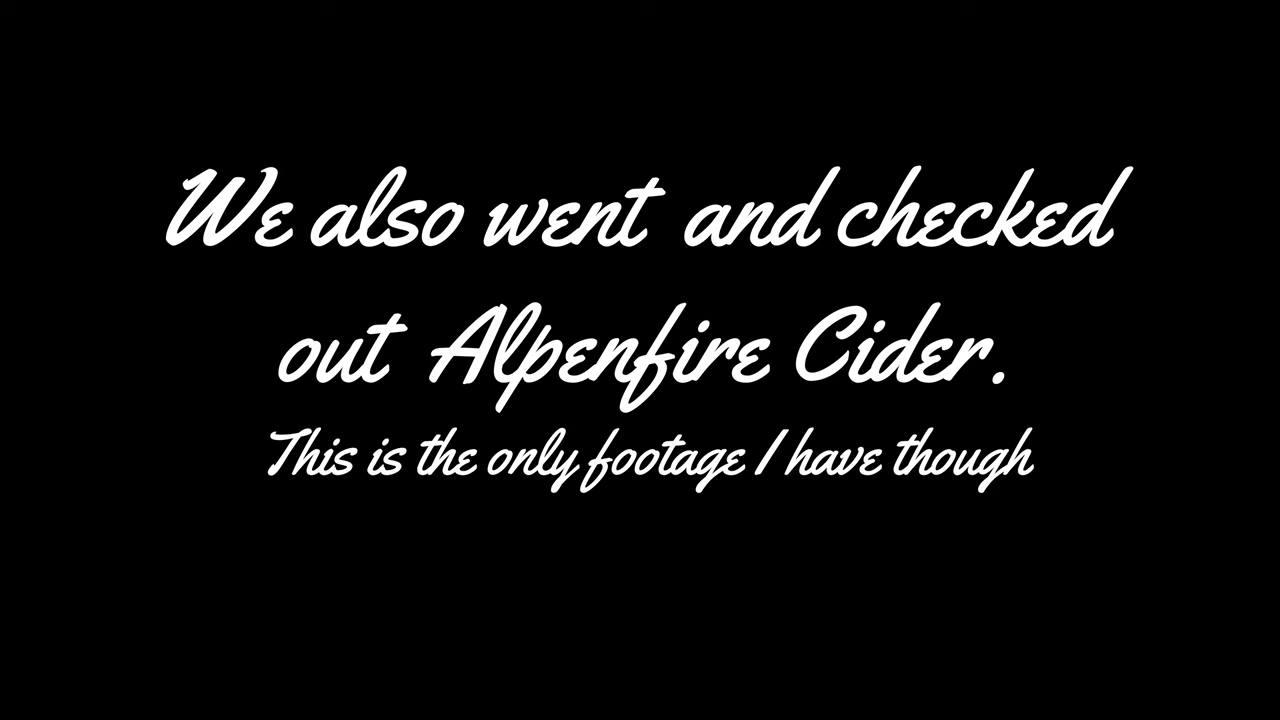 We also went and checked
out Alpenfire Cider.
This is the only footage I have though